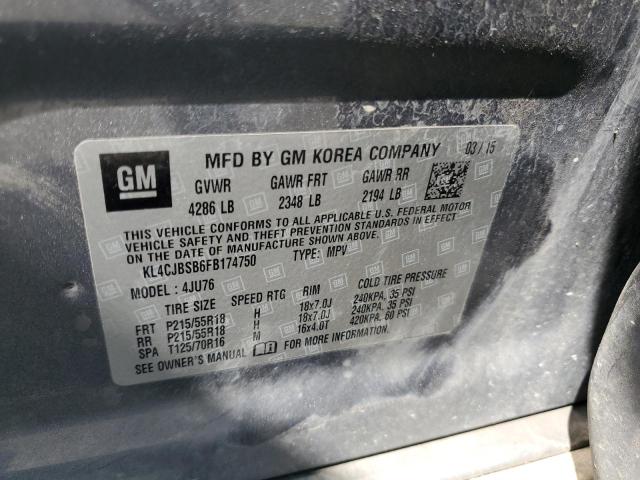 GM
MFD BY GM KOREA COMPANY 03/15
GVWR GAWR FRT GAWR RR
4286 LB 2348 LB 2194 LB
THIS VEHICLE CONFORMS TO ALL APPLICABLE U.S. FEDERAL MOTOR
VEHICLE SAFETY AND THEFT PREVENTION STANDARDS IN EFFECT
ON THE DATE OF MANUFACTURE SHOWN ABOVE.
KL4CJBSB6FB174750 TYPE: MPV
MODEL: 4JU76
TIRE SIZE SPEED RTG RIM COLD TIRE PRESSURE
FRT P215/55R18 H 18x7.0J 240KPA, 35 PSI
RR P215/55R18 H 18x7.0J 240KPA, 35 PSI
SPA T125/70R16 M 16x4.0T 420KPA, 60 PSI
SEE OWNER'S MANUAL FOR MORE INFORMATION.